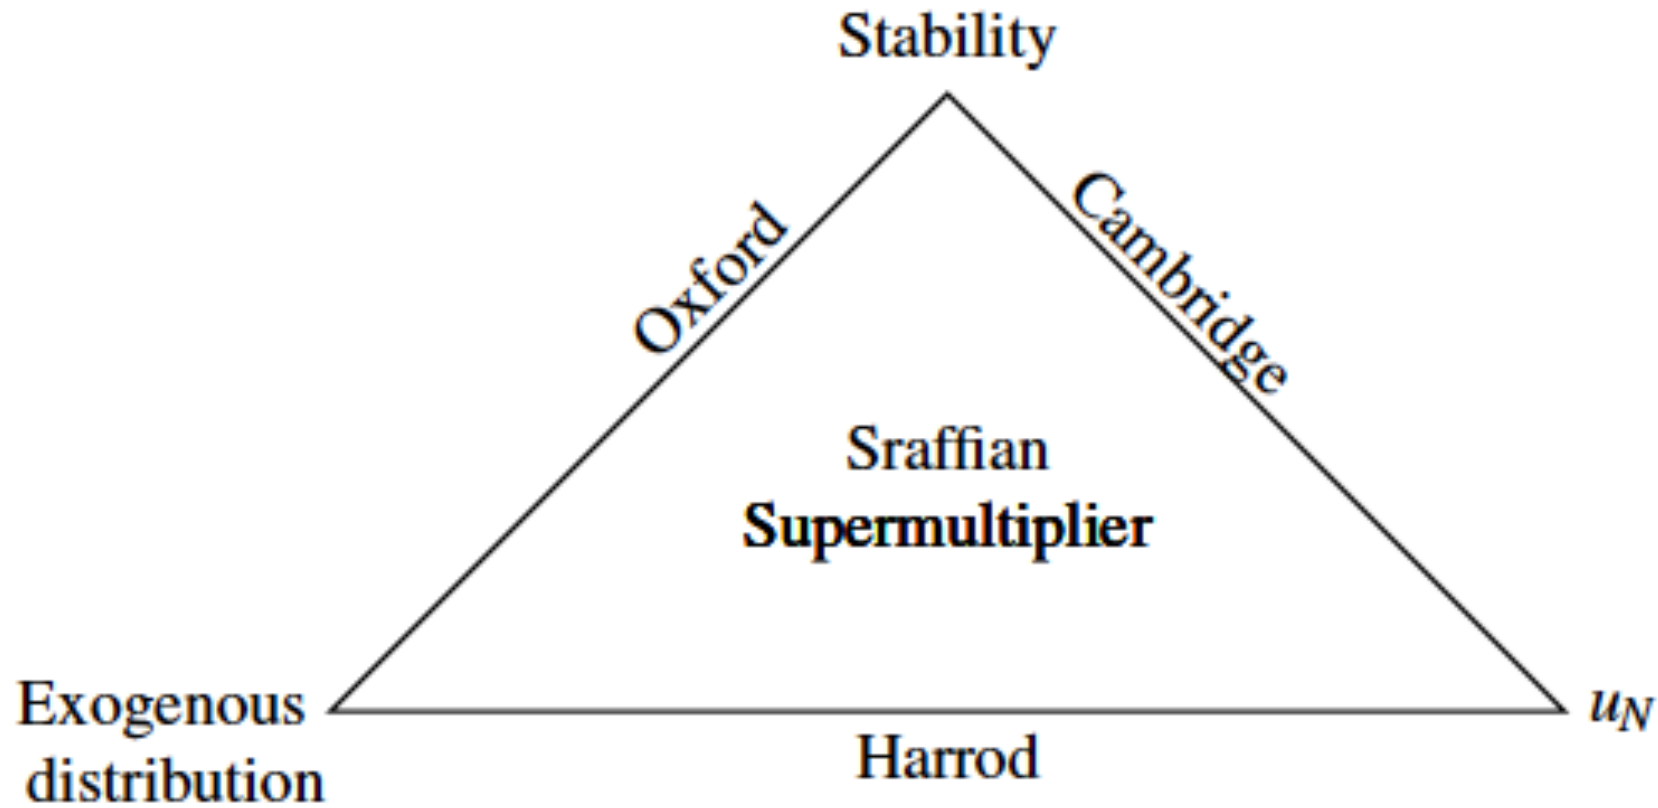 Stability
Oxford
Cambridge
Sraffian
Supermultiplier
Exogenous
distribution
u_N
Harrod